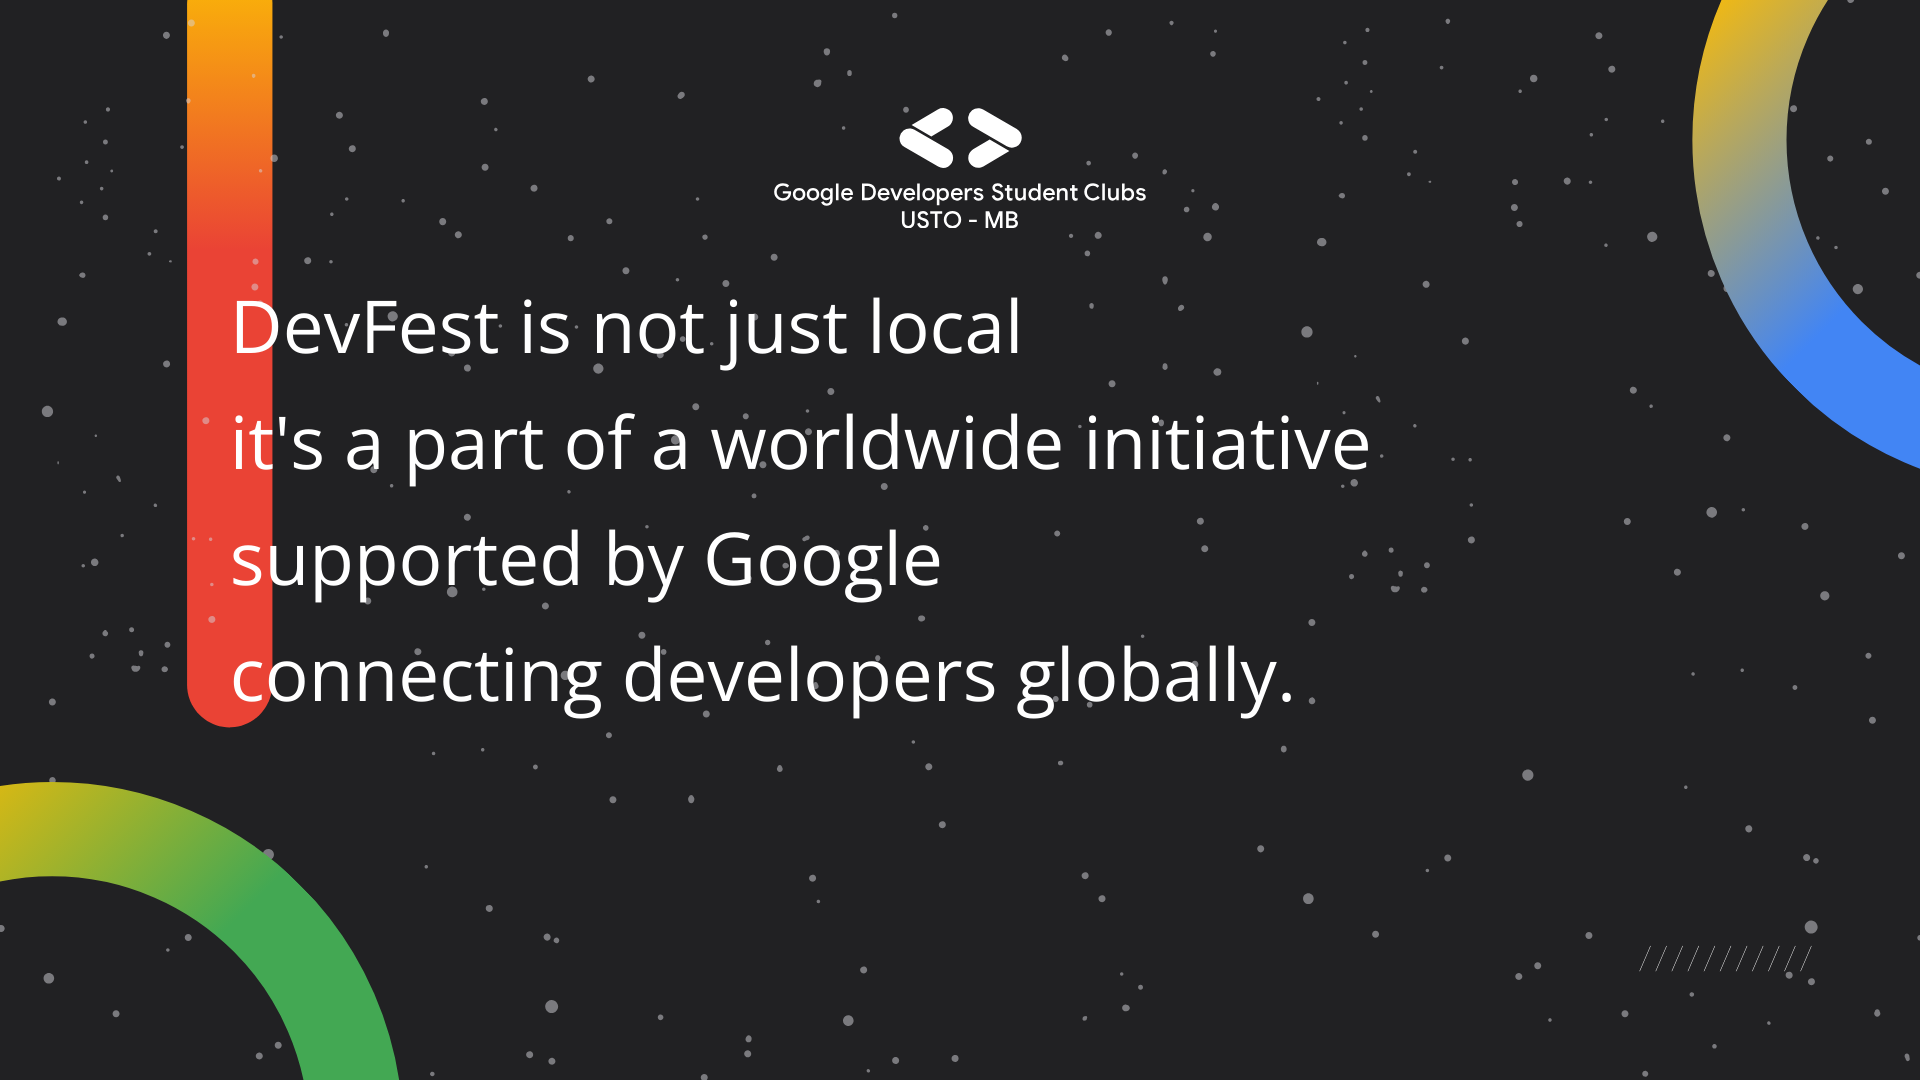 Google Developers Student Clubs
USTO - MB
DevFest is not just local
it's a part of a worldwide initiative
supported by Google
connecting developers globally.